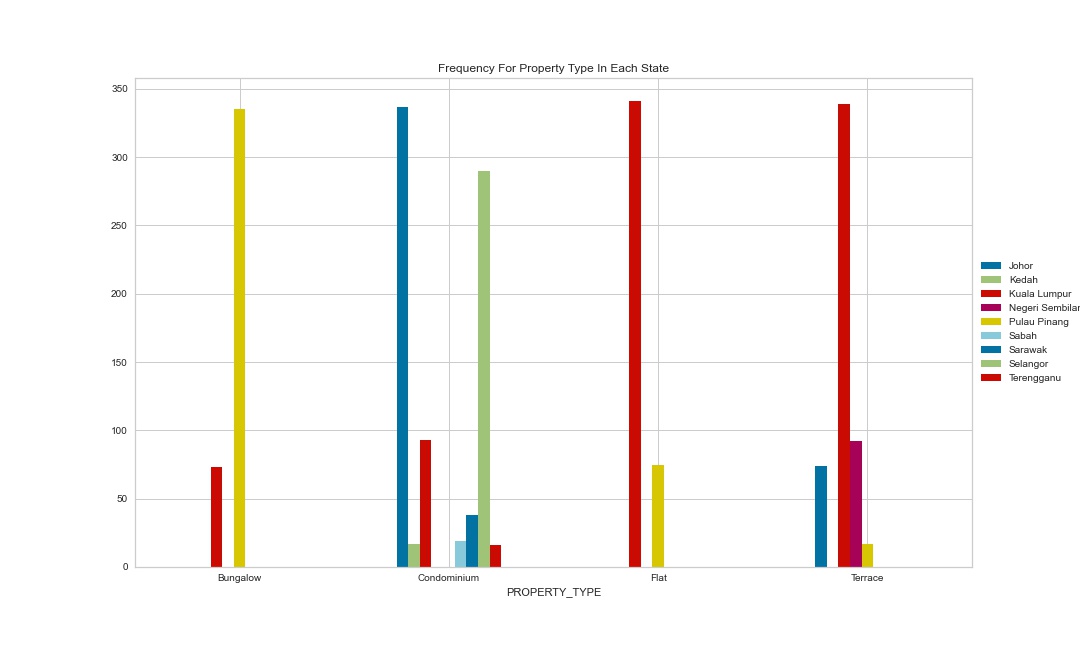 Frequency For Property Type In Each State
350
300
250
200
150
100
50
0
Bungalow
Condominium
Flat
Terrace
PROPERTY_TYPE
Johor
Kedah
Kuala Lumpur
Negeri Sembilan
Pulau Pinang
Sabah
Sarawak
Selangor
Terengganu